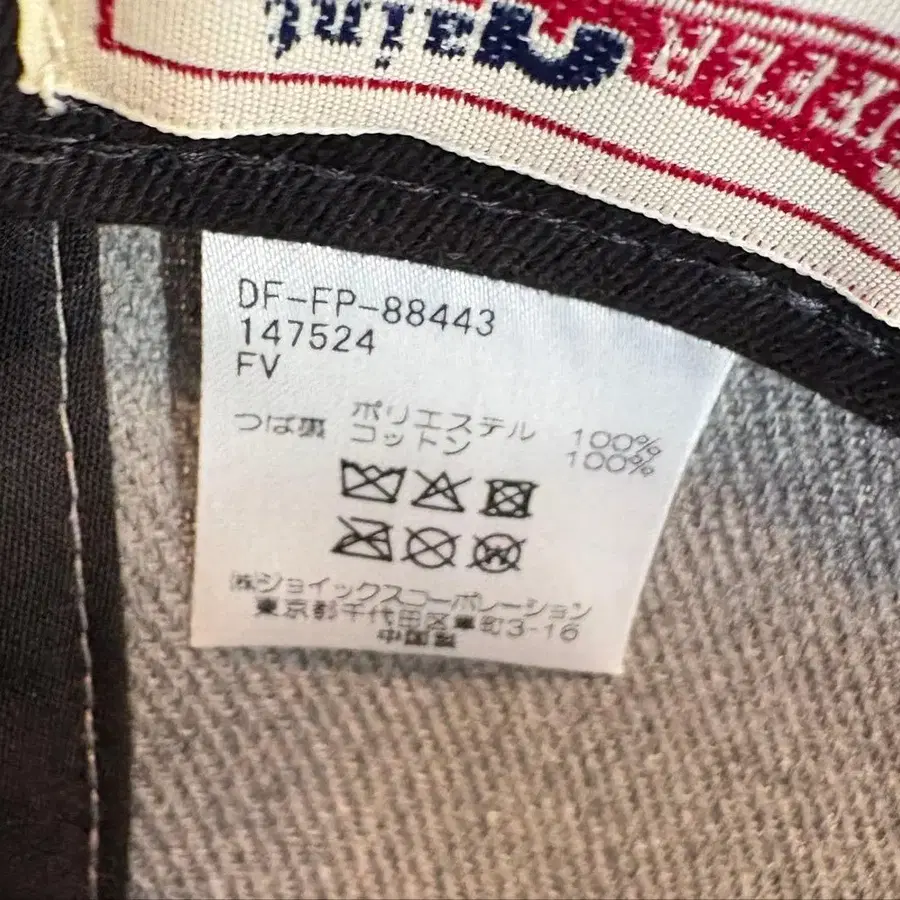 DF-FP-88443
147524
FV
ポリエステル 100%
つば裏 コットン 100%
㈱ジョイックスコーポレーション
東京都千代田区隼町3-16
中国製